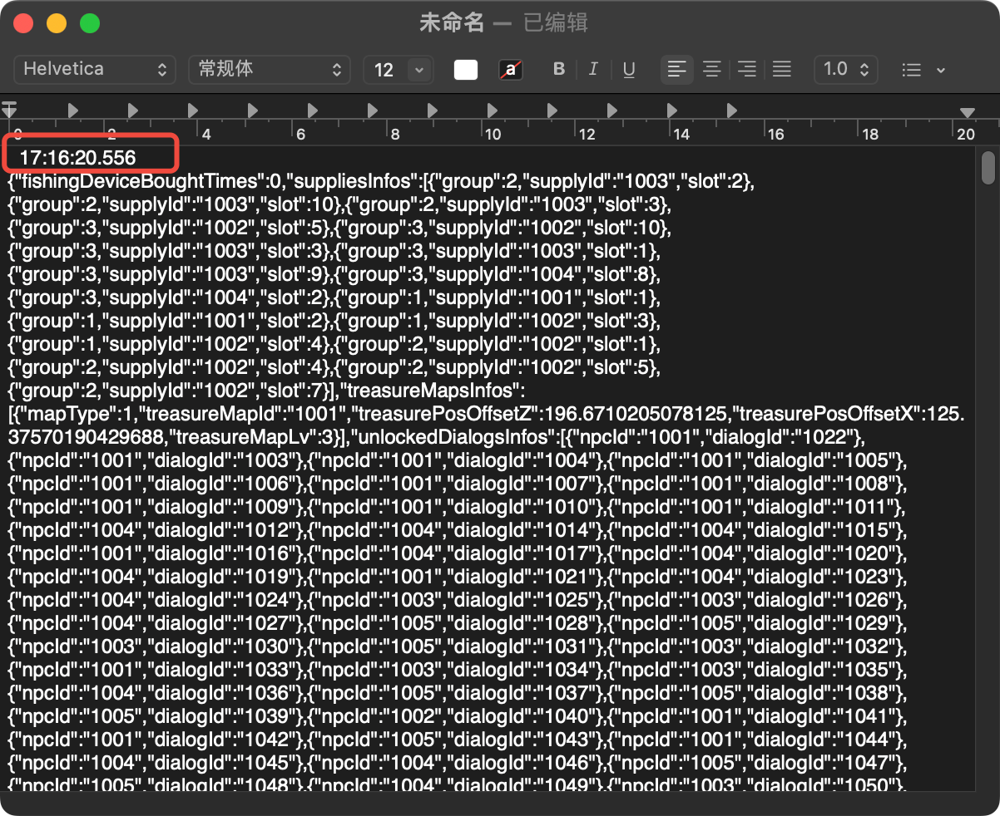 未命名 — 已编辑
Helvetica 常规体 12 a B I U 1.0
0 2 4 6 8 10 12 14 16 18 20
17:16:20.556
{"fishingDeviceBoughtTimes":0,"suppliesInfos":[{"group":2,"supplyId":"1003","slot":2},
{"group":2,"supplyId":"1003","slot":10},{"group":2,"supplyId":"1003","slot":3},
{"group":3,"supplyId":"1002","slot":5},{"group":3,"supplyId":"1002","slot":10},
{"group":3,"supplyId":"1003","slot":3},{"group":3,"supplyId":"1003","slot":1},
{"group":3,"supplyId":"1003","slot":9},{"group":3,"supplyId":"1004","slot":8},
{"group":3,"supplyId":"1004","slot":2},{"group":1,"supplyId":"1001","slot":1},
{"group":1,"supplyId":"1001","slot":2},{"group":1,"supplyId":"1002","slot":3},
{"group":1,"supplyId":"1002","slot":4},{"group":2,"supplyId":"1002","slot":1},
{"group":2,"supplyId":"1002","slot":4},{"group":2,"supplyId":"1002","slot":5},
{"group":2,"supplyId":"1002","slot":7}],"treasureMapsInfos":
[{"mapType":1,"treasureMapId":"1001","treasurePosOffsetZ":196.6710205078125,"treasurePosOffsetX":125.
37570190429688,"treasureMapLv":3}],"unlockedDialogsInfos":[{"npcId":"1001","dialogId":"1022"},
{"npcId":"1001","dialogId":"1003"},{"npcId":"1001","dialogId":"1004"},{"npcId":"1001","dialogId":"1005"},
{"npcId":"1001","dialogId":"1006"},{"npcId":"1001","dialogId":"1007"},{"npcId":"1001","dialogId":"1008"},
{"npcId":"1001","dialogId":"1009"},{"npcId":"1001","dialogId":"1010"},{"npcId":"1001","dialogId":"1011"},
{"npcId":"1004","dialogId":"1012"},{"npcId":"1004","dialogId":"1014"},{"npcId":"1004","dialogId":"1015"},
{"npcId":"1001","dialogId":"1016"},{"npcId":"1004","dialogId":"1017"},{"npcId":"1004","dialogId":"1020"},
{"npcId":"1004","dialogId":"1019"},{"npcId":"1001","dialogId":"1021"},{"npcId":"1004","dialogId":"1023"},
{"npcId":"1004","dialogId":"1024"},{"npcId":"1003","dialogId":"1025"},{"npcId":"1003","dialogId":"1026"},
{"npcId":"1004","dialogId":"1027"},{"npcId":"1005","dialogId":"1028"},{"npcId":"1005","dialogId":"1029"},
{"npcId":"1003","dialogId":"1030"},{"npcId":"1005","dialogId":"1031"},{"npcId":"1003","dialogId":"1032"},
{"npcId":"1001","dialogId":"1033"},{"npcId":"1003","dialogId":"1034"},{"npcId":"1003","dialogId":"1035"},
{"npcId":"1004","dialogId":"1036"},{"npcId":"1005","dialogId":"1037"},{"npcId":"1005","dialogId":"1038"},
{"npcId":"1005","dialogId":"1039"},{"npcId":"1002","dialogId":"1040"},{"npcId":"1001","dialogId":"1041"},
{"npcId":"1001","dialogId":"1042"},{"npcId":"1005","dialogId":"1043"},{"npcId":"1001","dialogId":"1044"},
{"npcId":"1004","dialogId":"1045"},{"npcId":"1004","dialogId":"1046"},{"npcId":"1005","dialogId":"1047"},
{"npcId":"1005","dialogId":"1048"},{"npcId":"1004","dialogId":"1049"},{"npcId":"1003","dialogId":"1050"},